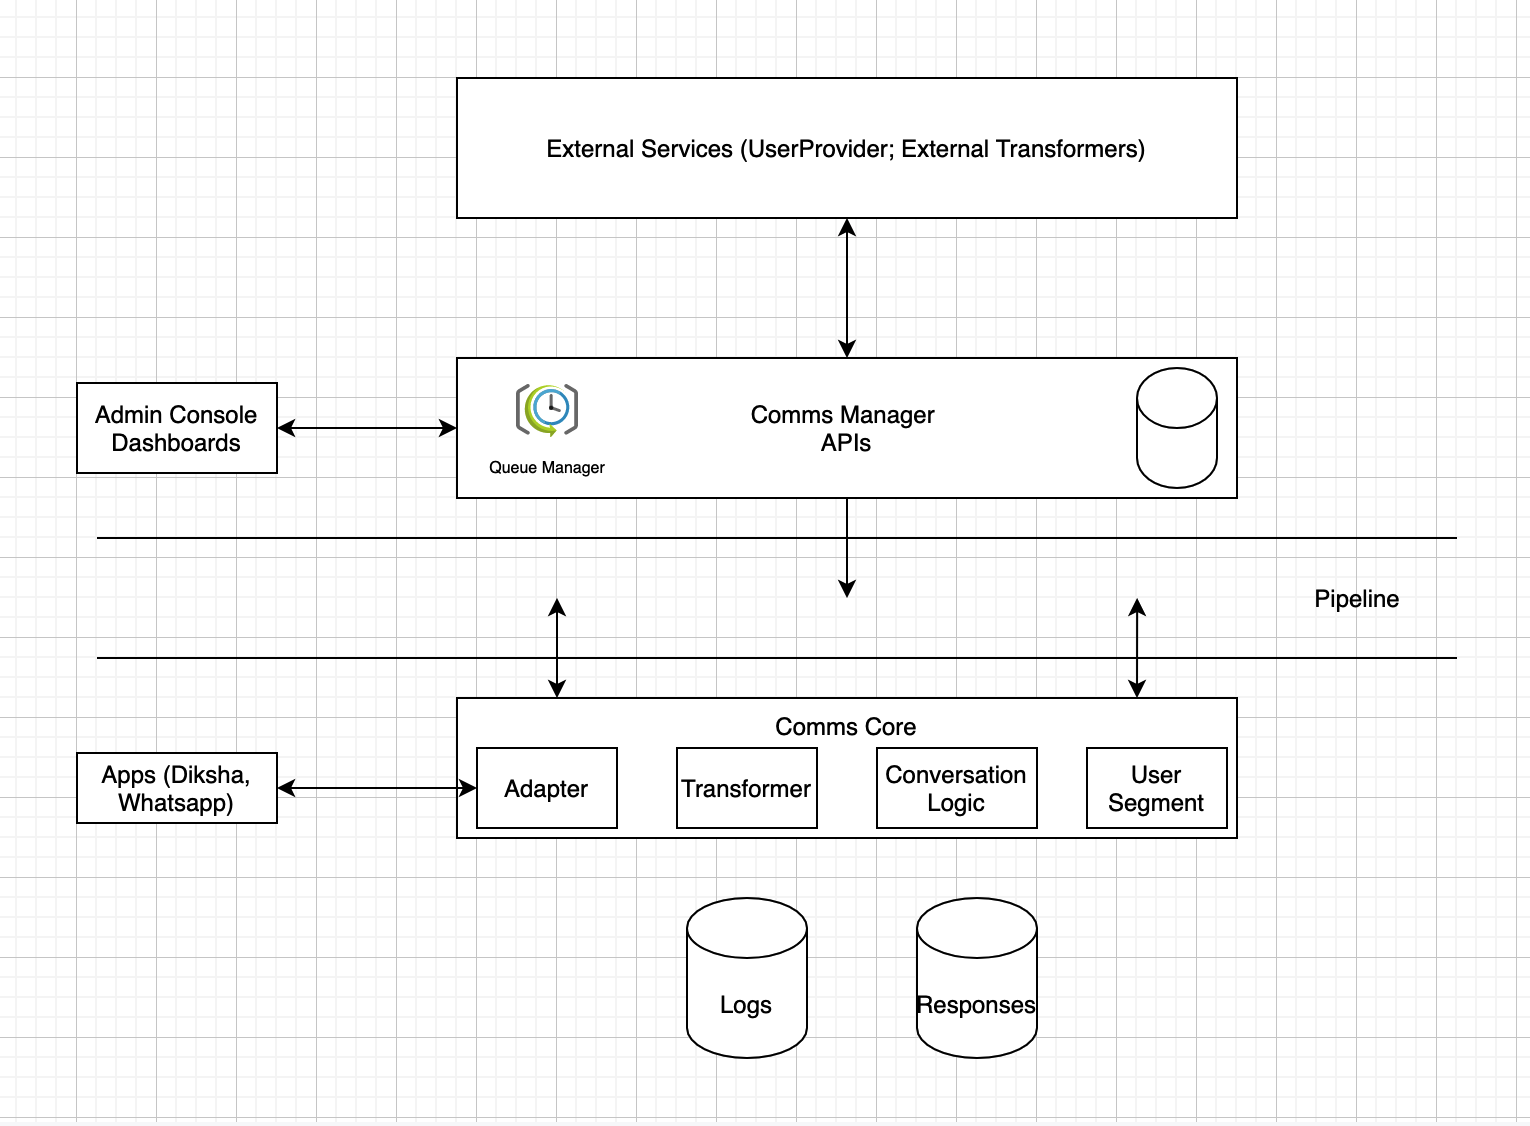 External Services (UserProvider; External Transformers)
Admin Console
Dashboards
Queue Manager
Comms Manager
APIs
Pipeline
Comms Core
Apps (Diksha,
Whatsapp)
Adapter
Transformer
Conversation
Logic
User
Segment
Logs
Responses